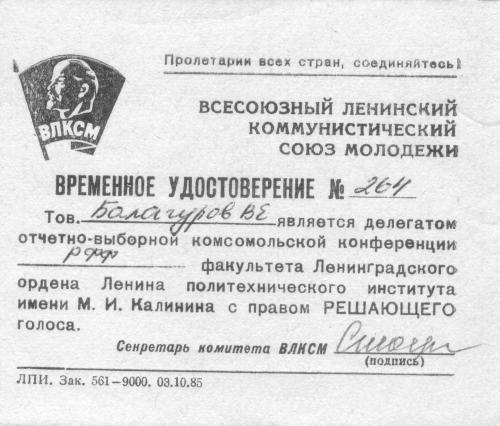 ВЛКСМ
Пролетарии всех стран, соединяйтесь!
ВСЕСОЮЗНЫЙ ЛЕНИНСКИЙ
КОММУНИСТИЧЕСКИЙ
СОЮЗ МОЛОДЕЖИ
ВРЕМЕННОЕ УДОСТОВЕРЕНИЕ № 264
Тов. Балагуров ВЕ является делегатом
отчетно-выборной комсомольской конференции
РФФ факультета Ленинградского
ордена Ленина политехнического института
имени М. И. Калинина с правом РЕШАЮЩЕГО
голоса.
Секретарь комитета ВЛКСМ
(подпись)
ЛПИ. Зак. 561-9000. 03.10.85